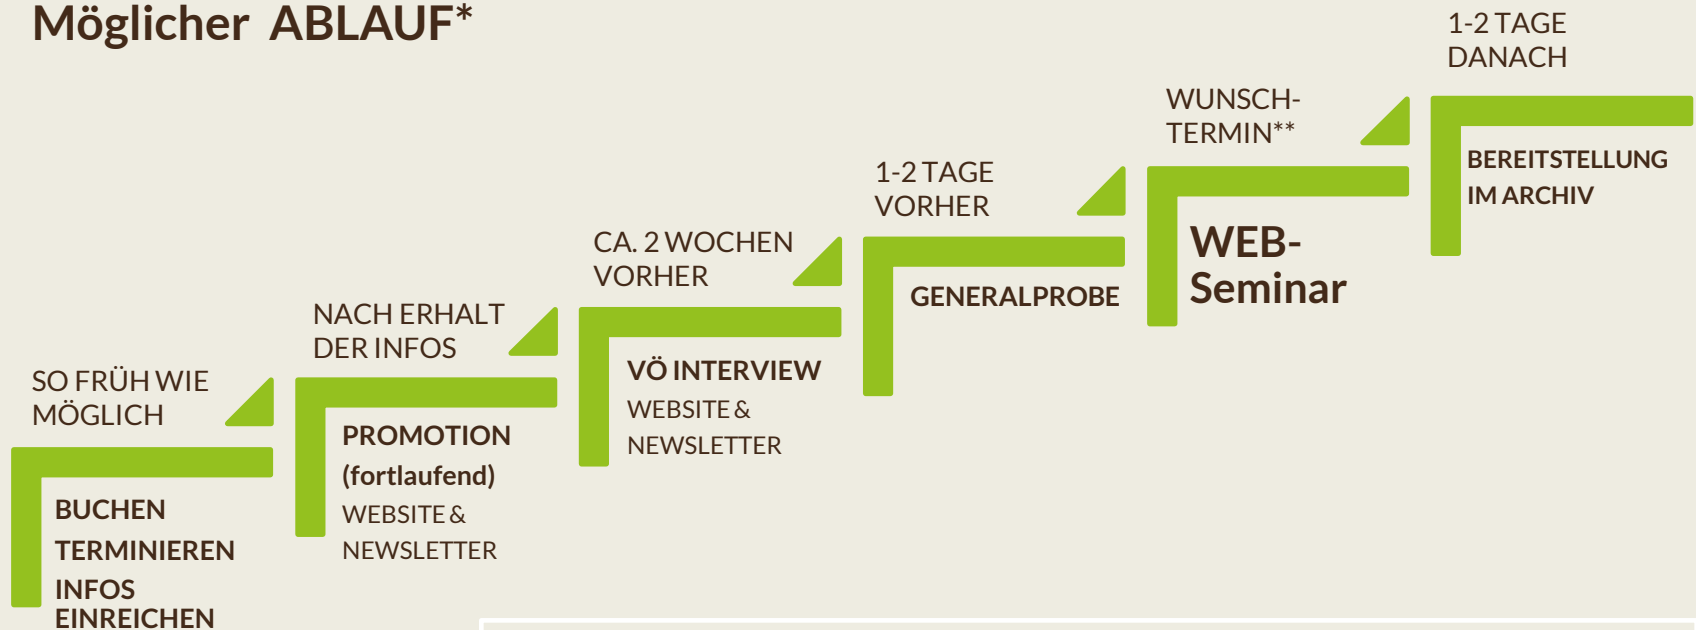 Möglicher ABLAUF*
SO FRÜH WIE
MÖGLICH
BUCHEN
TERMINIEREN
INFOS
EINREICHEN
NACH ERHALT
DER INFOS
PROMOTION
(fortlaufend)
WEBSITE &
NEWSLETTER
CA. 2 WOCHEN
VORHER
VÖ INTERVIEW
WEBSITE &
NEWSLETTER
1-2 TAGE
VORHER
GENERALPROBE
WUNSCH-
TERMIN**
WEB-
Seminar
1-2 TAGE
DANACH
BEREITSTELLUNG
IM ARCHIV